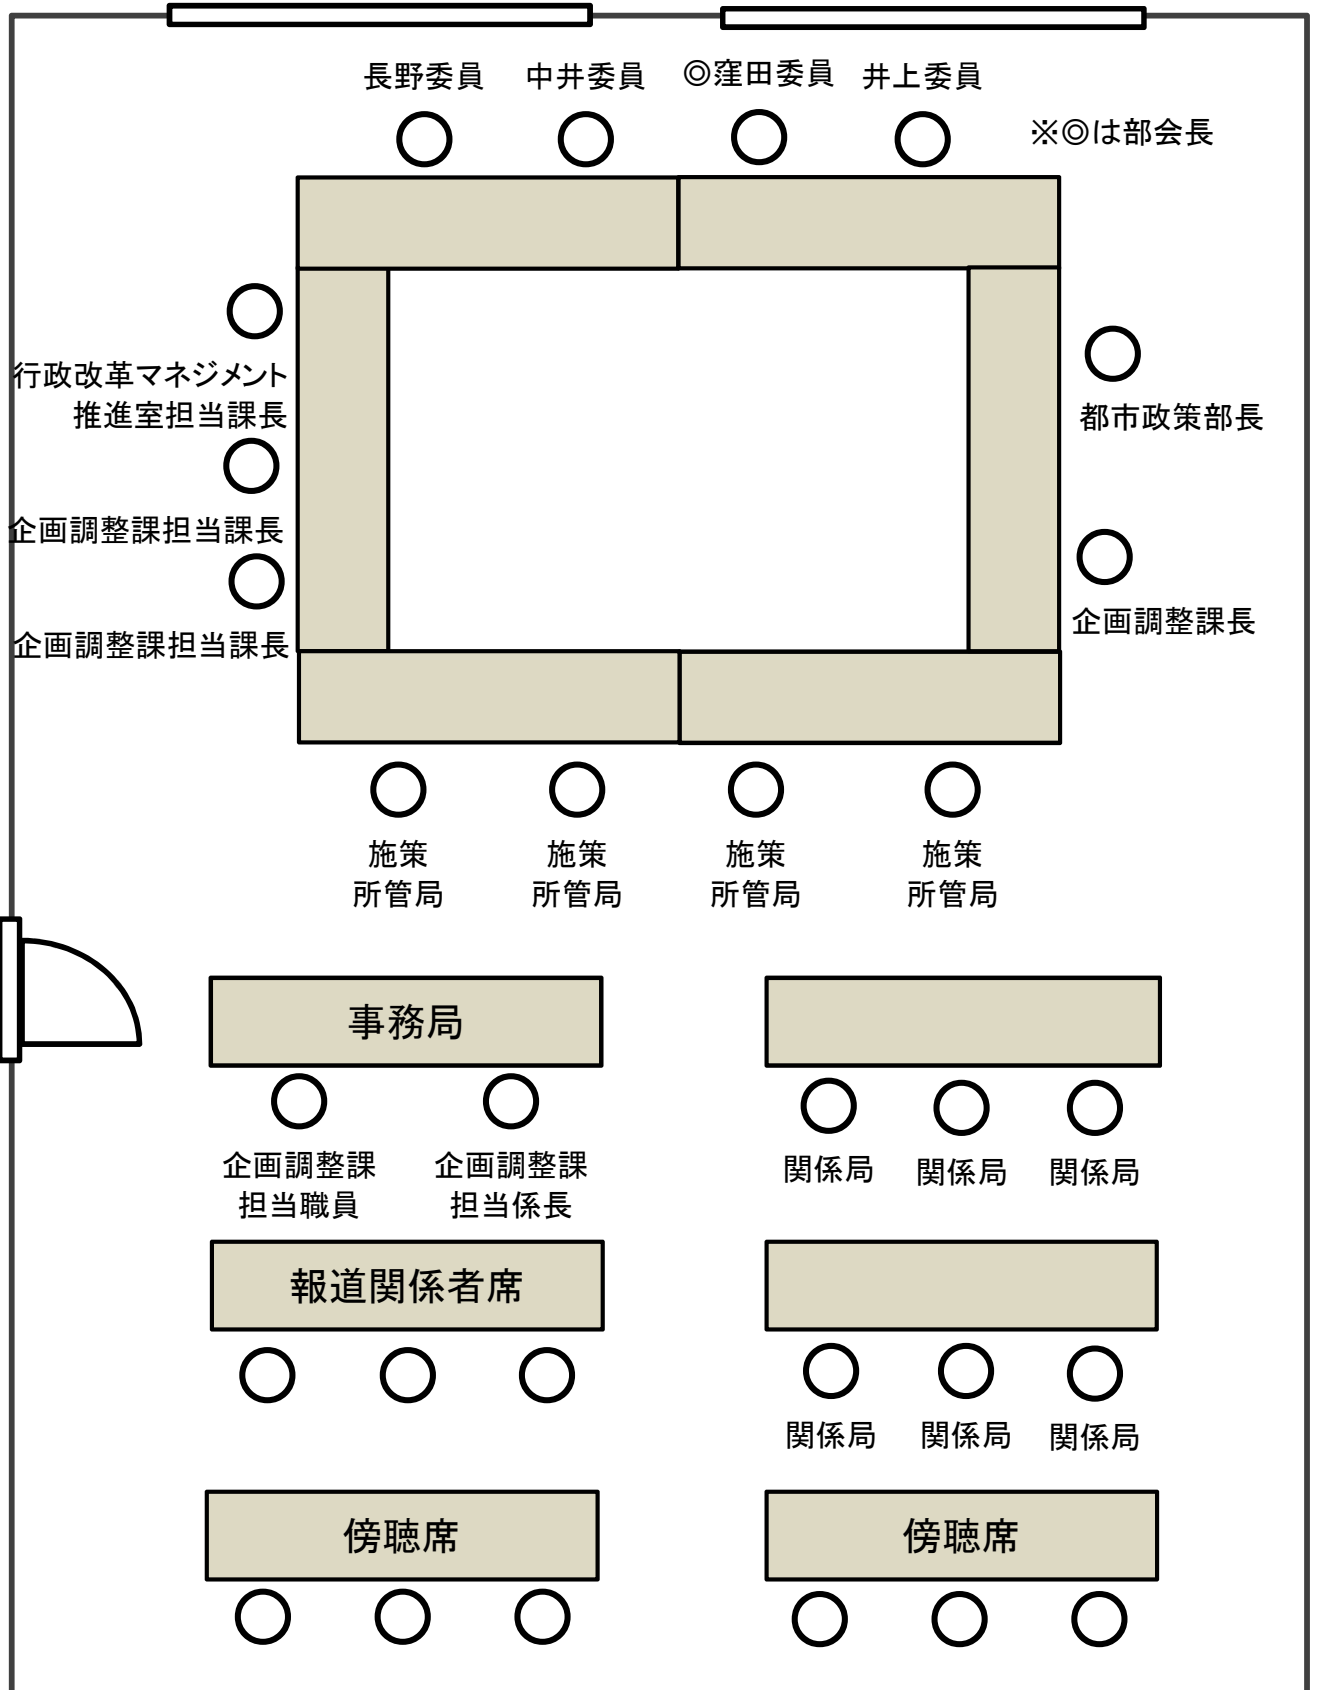 長野委員 中井委員 ◎窪田委員 井上委員
※◎は部会長
行政改革マネジメント
推進室担当課長
都市政策部長
企画調整課担当課長
企画調整課長
企画調整課担当課長
施策 施策 施策 施策
所管局 所管局 所管局 所管局
事務局
企画調整課 企画調整課
担当職員 担当係長
関係局 関係局 関係局
報道関係者席
関係局 関係局 関係局
傍聴席 傍聴席